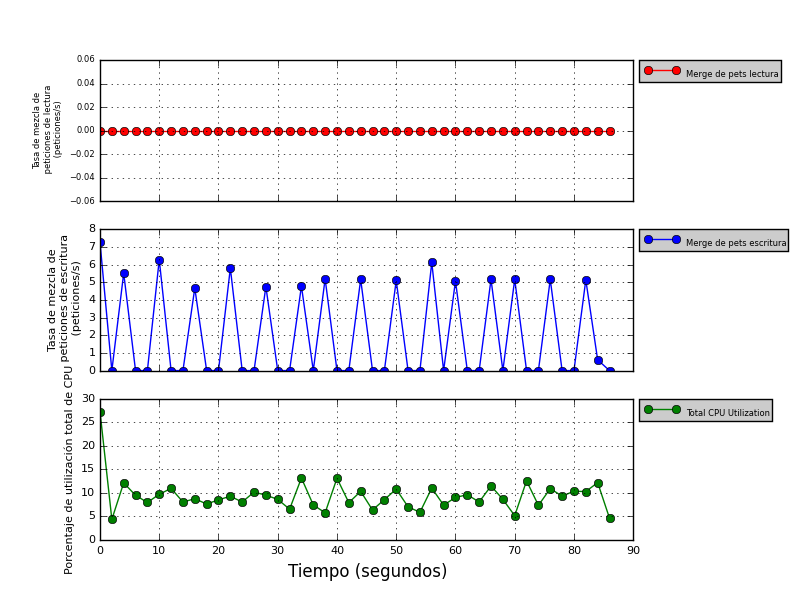 0.06
0.04
0.02
0.00
−0.02
−0.04
−0.06
Tasa de mezcla de
peticiones de lectura
(peticiones/s)
Merge de pets lectura
8
7
6
5
4
3
2
1
0
Tasa de mezcla de
peticiones de escritura
(peticiones/s)
Merge de pets escritura
30
25
20
15
10
5
0
Porcentaje de utilización total de CPU
Total CPU Utilization
0 10 20 30 40 50 60 70 80 90
Tiempo (segundos)